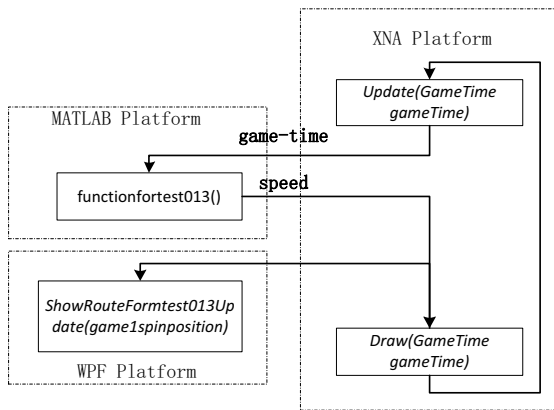 XNA Platform
Update(GameTime
gameTime)
MATLAB Platform
game-time
functionfortest013()
speed
ShowRouteFormtest013Up
date(game1spinposition)
Draw(GameTime
gameTime)
WPF Platform